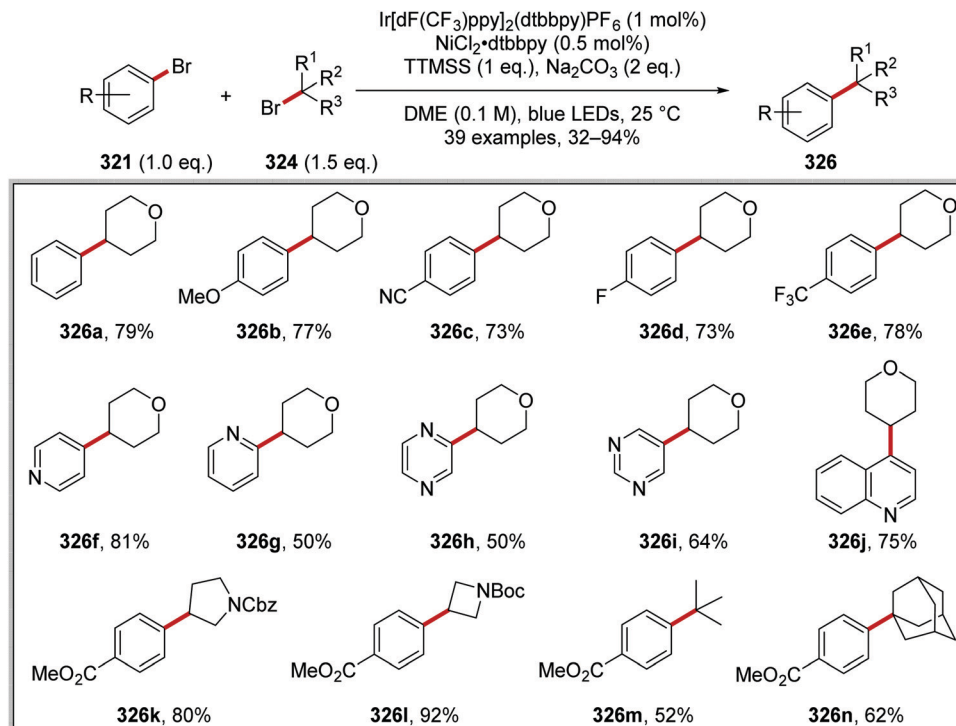 Ir[dF(CF3)ppy]2(dtbbpy)PF6 (1 mol%)
NiCl2•dtbbpy (0.5 mol%)
TTMSS (1 eq.), Na2CO3 (2 eq.)
DME (0.1 M), blue LEDs, 25 °C
39 examples, 32–94%
R
Br
+
Br
R1
R2
R3
R
R1
R2
R3
321 (1.0 eq.)
324 (1.5 eq.)
326
O
O
MeO
O
NC
O
F
O
F3C
326a, 79%
326b, 77%
326c, 73%
326d, 73%
326e, 78%
O
N
O
N
O
N
N
O
N
N
O
N
326f, 81%
326g, 50%
326h, 50%
326i, 64%
326j, 75%
NCbz
MeO2C
NBoc
MeO2C
MeO2C
MeO2C
326k, 80%
326l, 92%
326m, 52%
326n, 62%